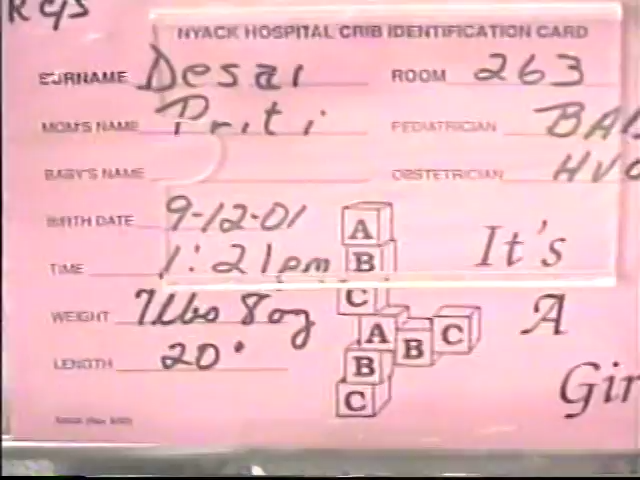 NYACK HOSPITAL CRIB IDENTIFICATION CARD
SURNAME Desai ROOM 263
MOM'S NAME Priti PEDIATRICIAN
BABY'S NAME OBSTETRICIAN
BIRTH DATE 9-12-01
TIME 1:21pm
WEIGHT 7lbs 8oz
LENGTH 20"
A
B
C
A B C
B
C
It's
A
Gir